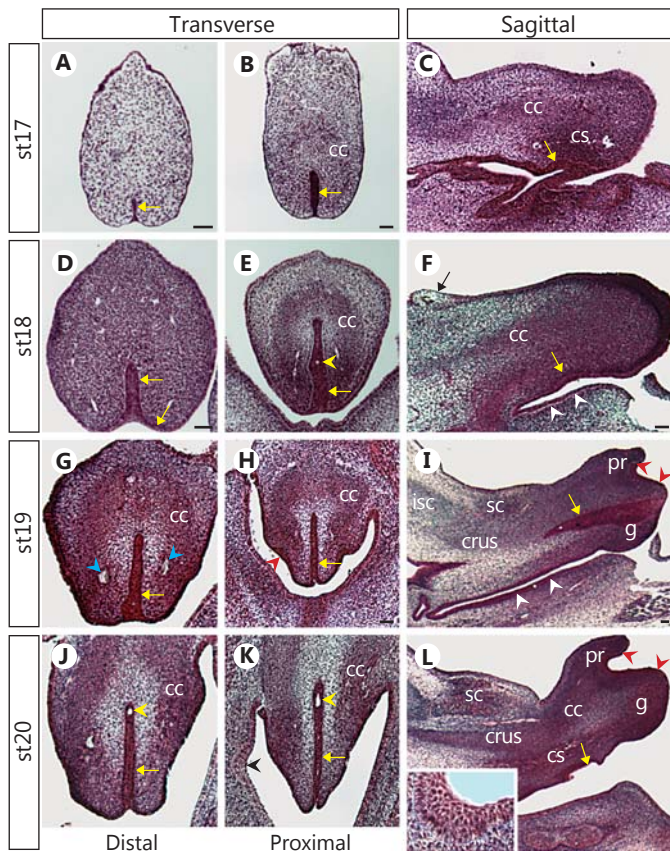 Transverse Sagittal
st17
A B C
cc cc cs
st18
D E F
cc cc
st19
G H I
cc cc pr
isc sc
crus g
st20
J K L
cc cc pr
sc cc g
crus
cs
Distal Proximal